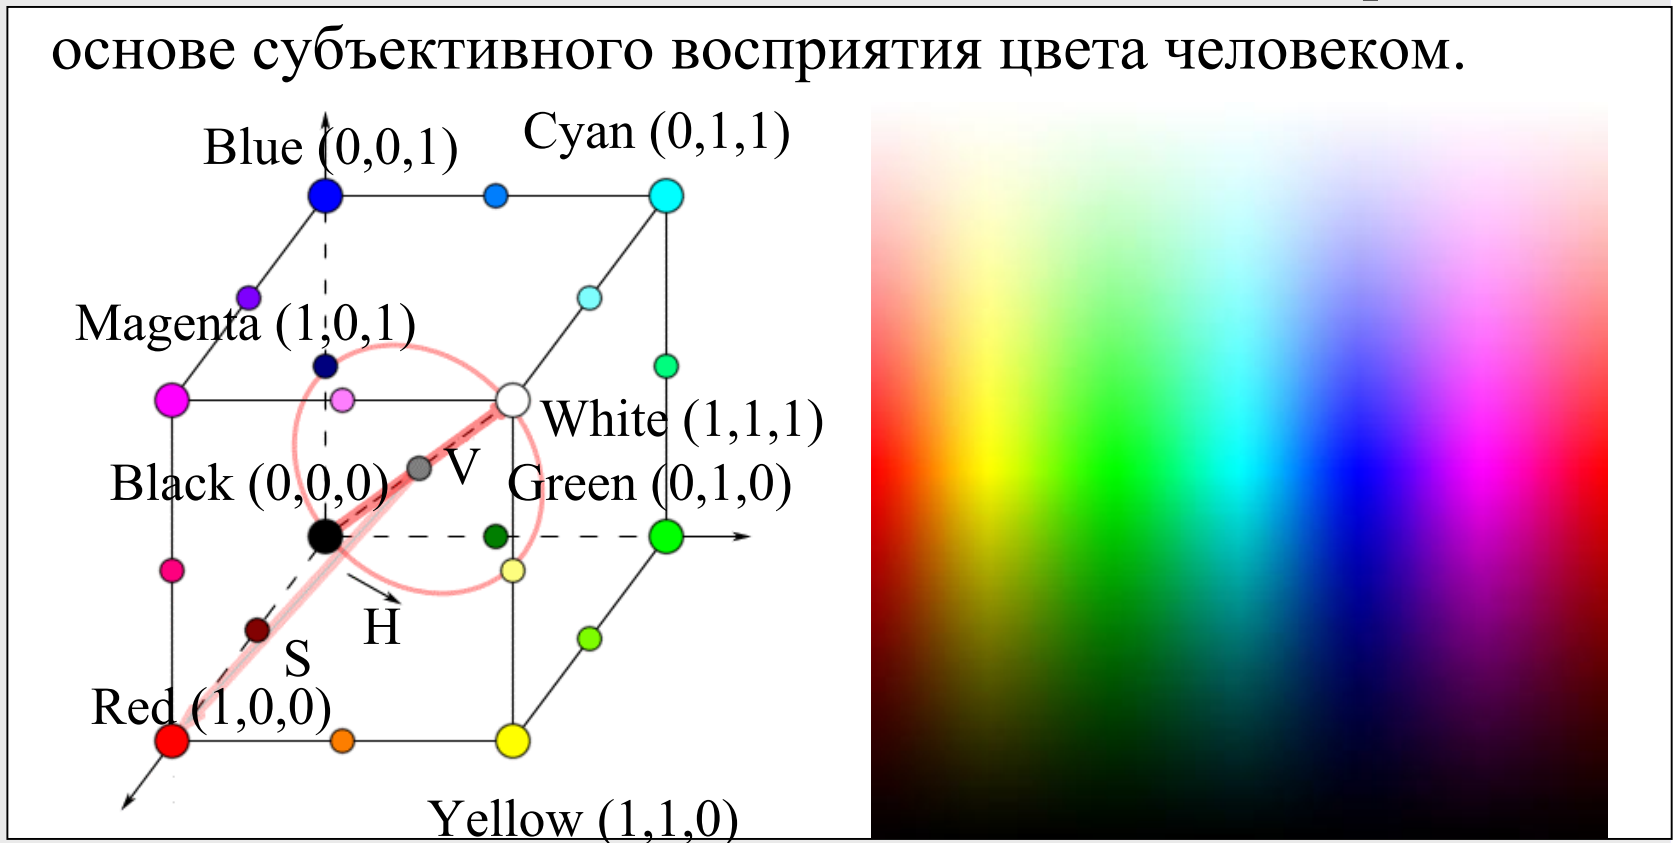 основе субъективного восприятия цвета человеком.
Blue (0,0,1)
Cyan (0,1,1)
Magenta (1,0,1)
White (1,1,1)
Black (0,0,0)
V
Green (0,1,0)
H
S
Red (1,0,0)
Yellow (1,1,0)